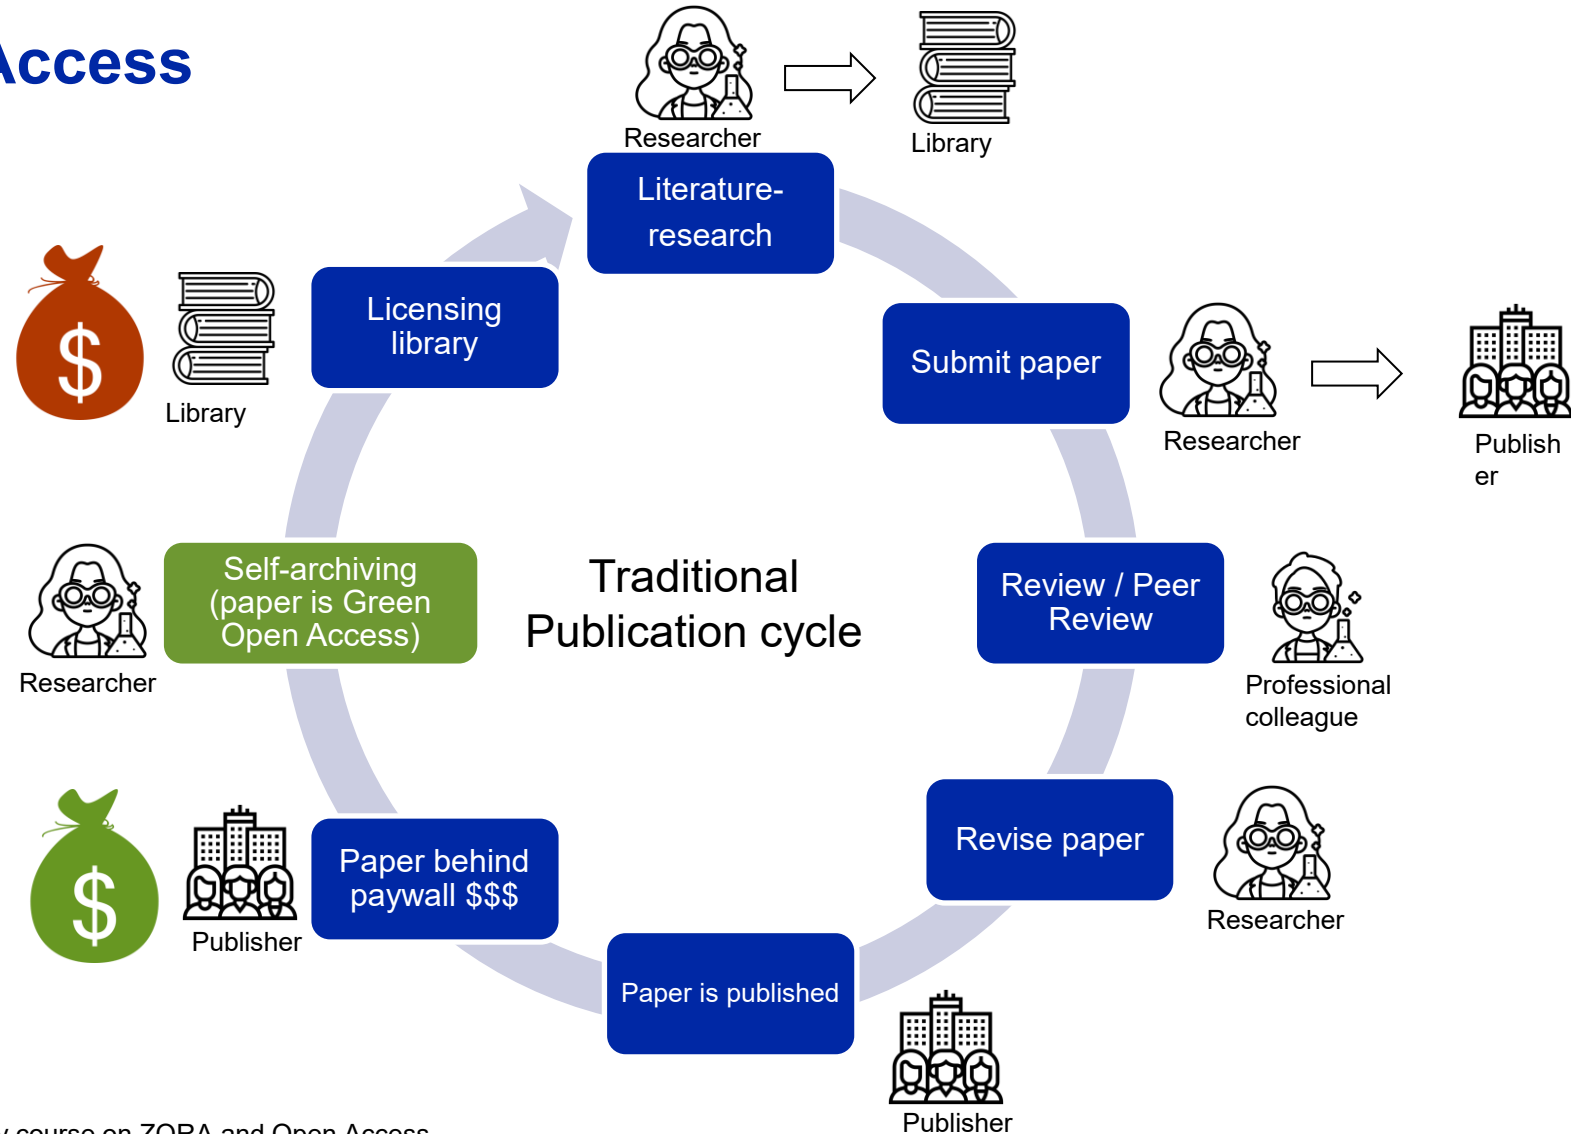 Access
Researcher
Library
Literature-
research
Licensing
library
$
Library
Submit paper
Researcher
Publish
er
Self-archiving
(paper is Green
Open Access)
Researcher
Traditional
Publication cycle
Review / Peer
Review
Professional
colleague
Revise paper
Researcher
Paper behind
paywall $$$
$
Publisher
Paper is published
Publisher
course on ZORA and Open Access